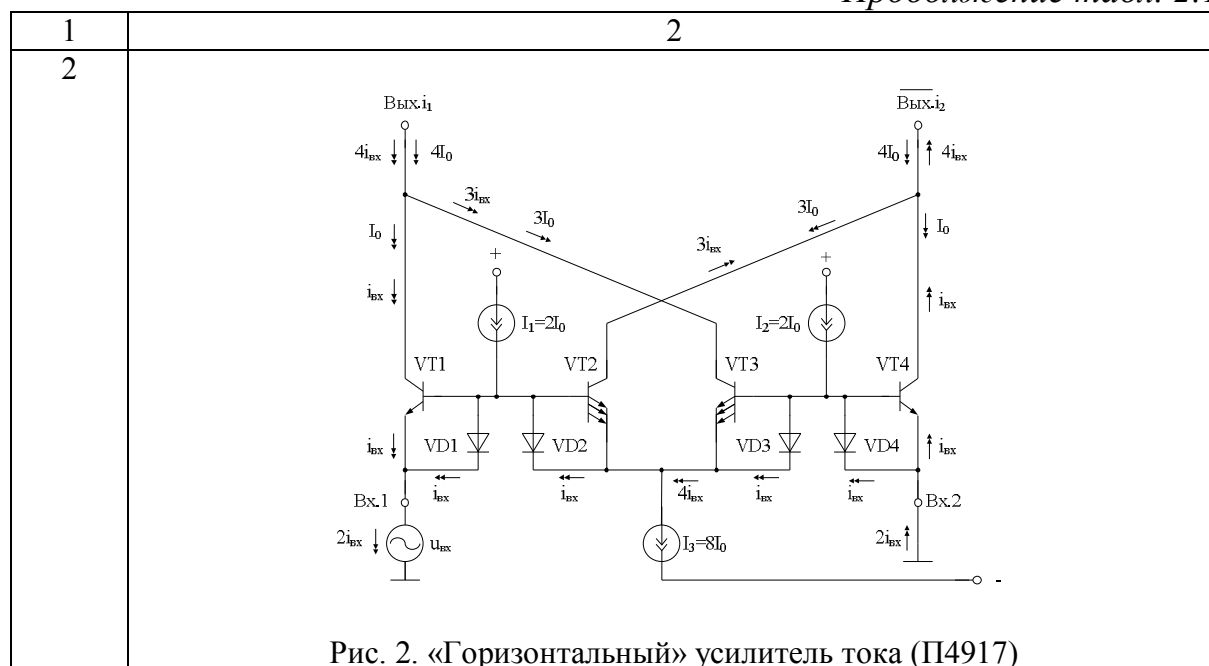 Продолжение табл. 2.1
1 2
2
Вых.i₁ Вых.i₂
4iвх 4I₀ 4I₀ 4iвх
3iвх 3I₀ 3I₀
3iвх
I₀ I₀
+ +
iвх iвх
I₁=2I₀ I₂=2I₀
VT1 VT2 VT3 VT4
iвх VD1 VD2 VD3 VD4 iвх
iвх iвх 4iвх iвх iвх
Вх.1 Вх.2
2iвх uвх I₃=8I₀ 2iвх
-
Рис. 2. «Горизонтальный» усилитель тока (П4917)